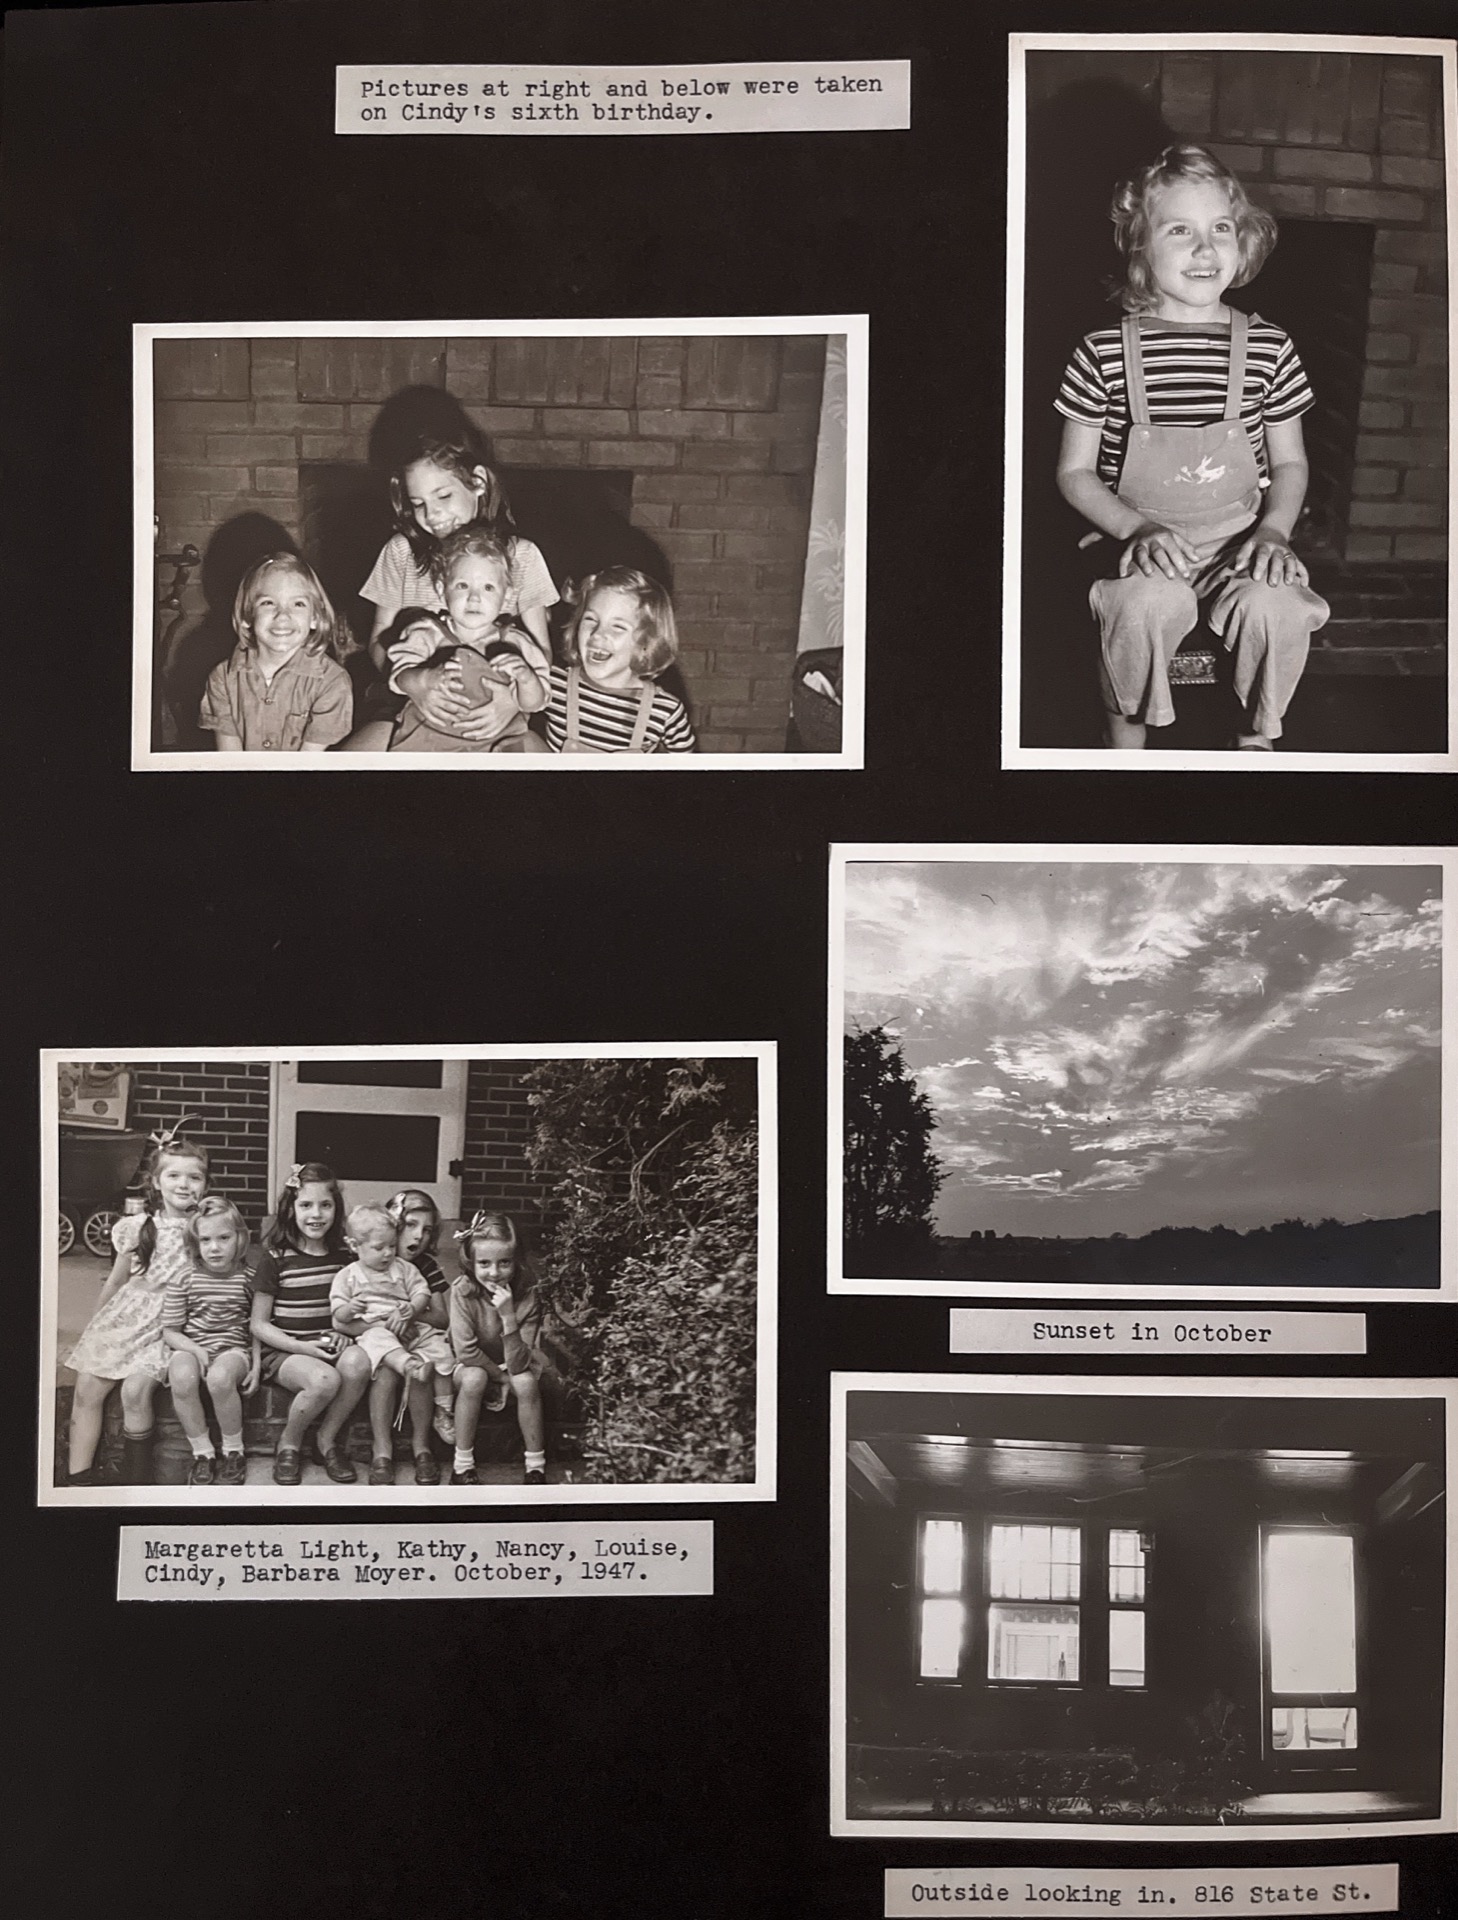 Pictures at right and below were taken
on Cindy's sixth birthday.
Sunset in October
Margaretta Light, Kathy, Nancy, Louise,
Cindy, Barbara Moyer. October, 1947.
Outside looking in. 816 State St.